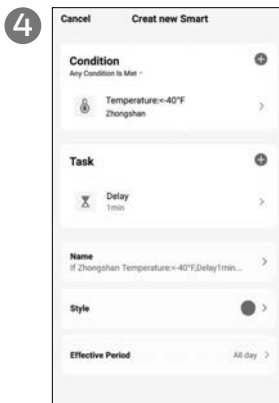 4
Cancel Creat new Smart
Condition
Any Condition Is Met
Temperature:<-40°F
Zhongshan
Task
Delay
1min
Name
If Zhongshan Temperature:<-40°F,Delay1min...
Style
Effective Period All day